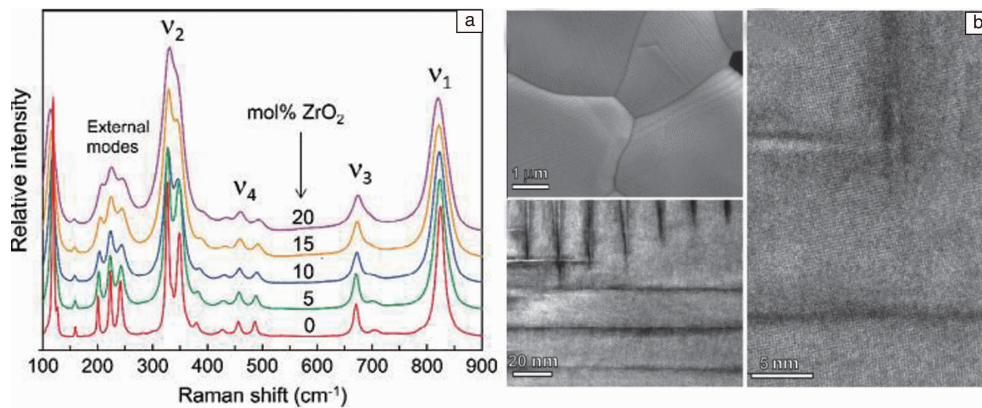 a
ν2
ν1
External
modes
mol% ZrO2
ν4
ν3
20
15
10
5
0
Relative intensity
100 200 300 400 500 600 700 800 900
Raman shift (cm-1)
b
1 μm
20 nm
5 nm